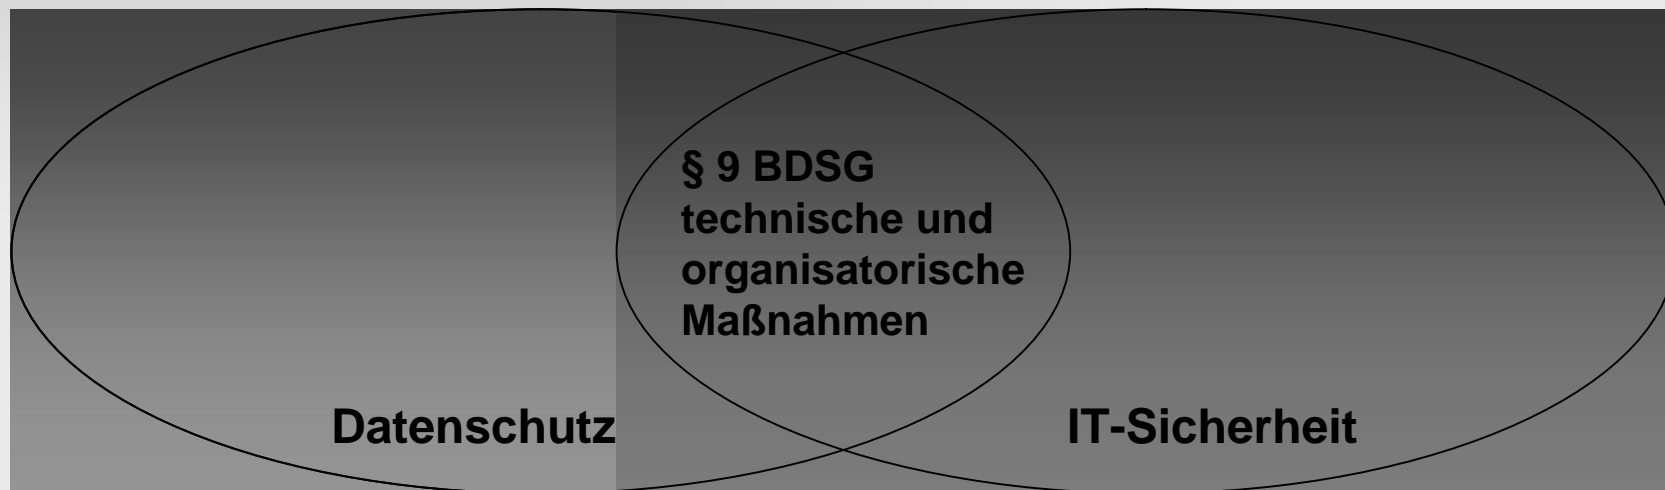 § 9 BDSG
technische und
organisatorische
Maßnahmen
Datenschutz
IT-Sicherheit